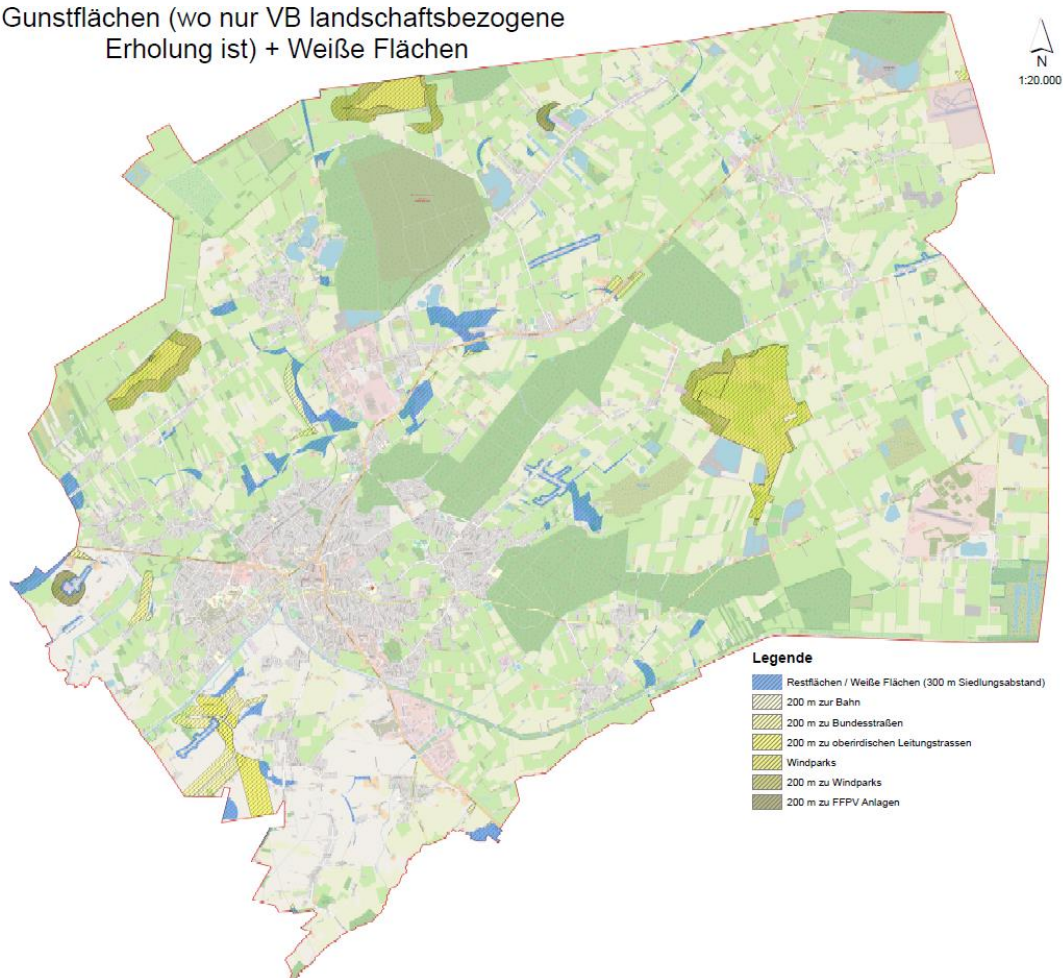 Gunstflächen (wo nur VB landschaftsbezogene
Erholung ist) + Weiße Flächen
N
1:20.000
Legende
Restflächen / Weiße Flächen (300 m Siedlungsabstand)
200 m zur Bahn
200 m zu Bundesstraßen
200 m zu oberirdischen Leitungstrassen
Windparks
200 m zu Windparks
200 m zu FFPV Anlagen